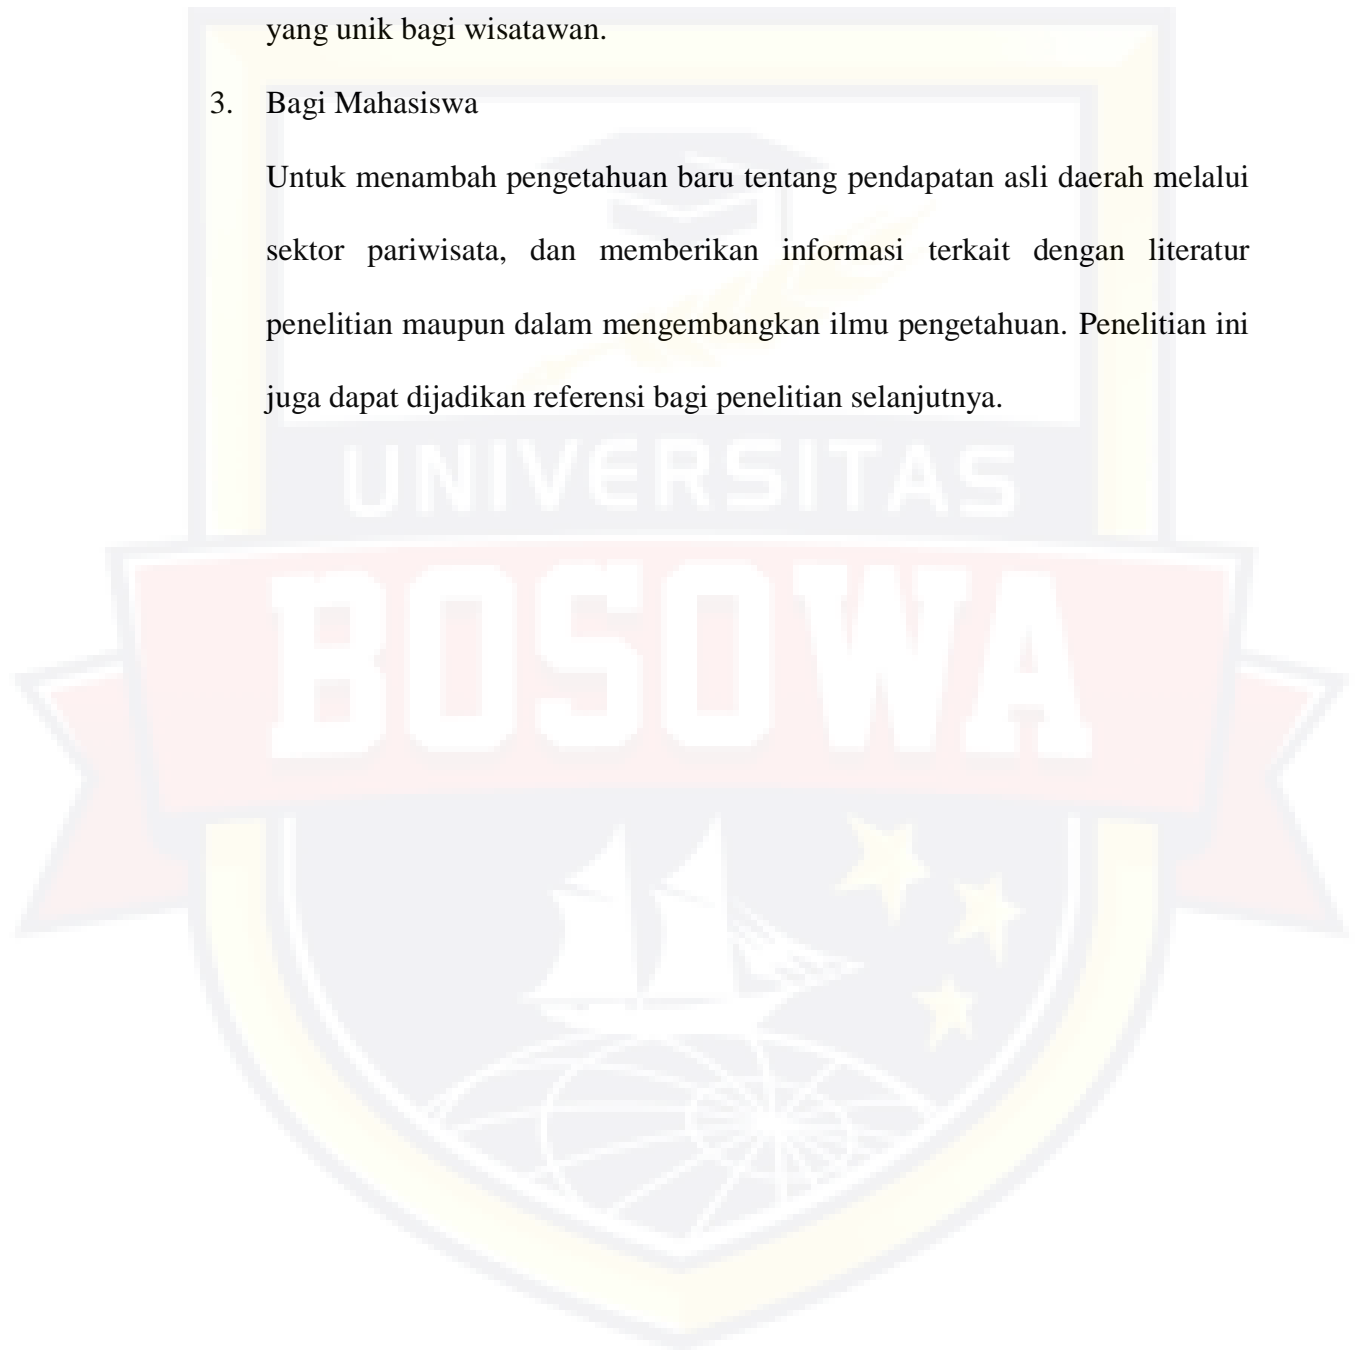 yang unik bagi wisatawan.
3. Bagi Mahasiswa
Untuk menambah pengetahuan baru tentang pendapatan asli daerah melalui
sektor pariwisata, dan memberikan informasi terkait dengan literatur
penelitian maupun dalam mengembangkan ilmu pengetahuan. Penelitian ini
juga dapat dijadikan referensi bagi penelitian selanjutnya.
UNIVERSITAS
BOSOWA